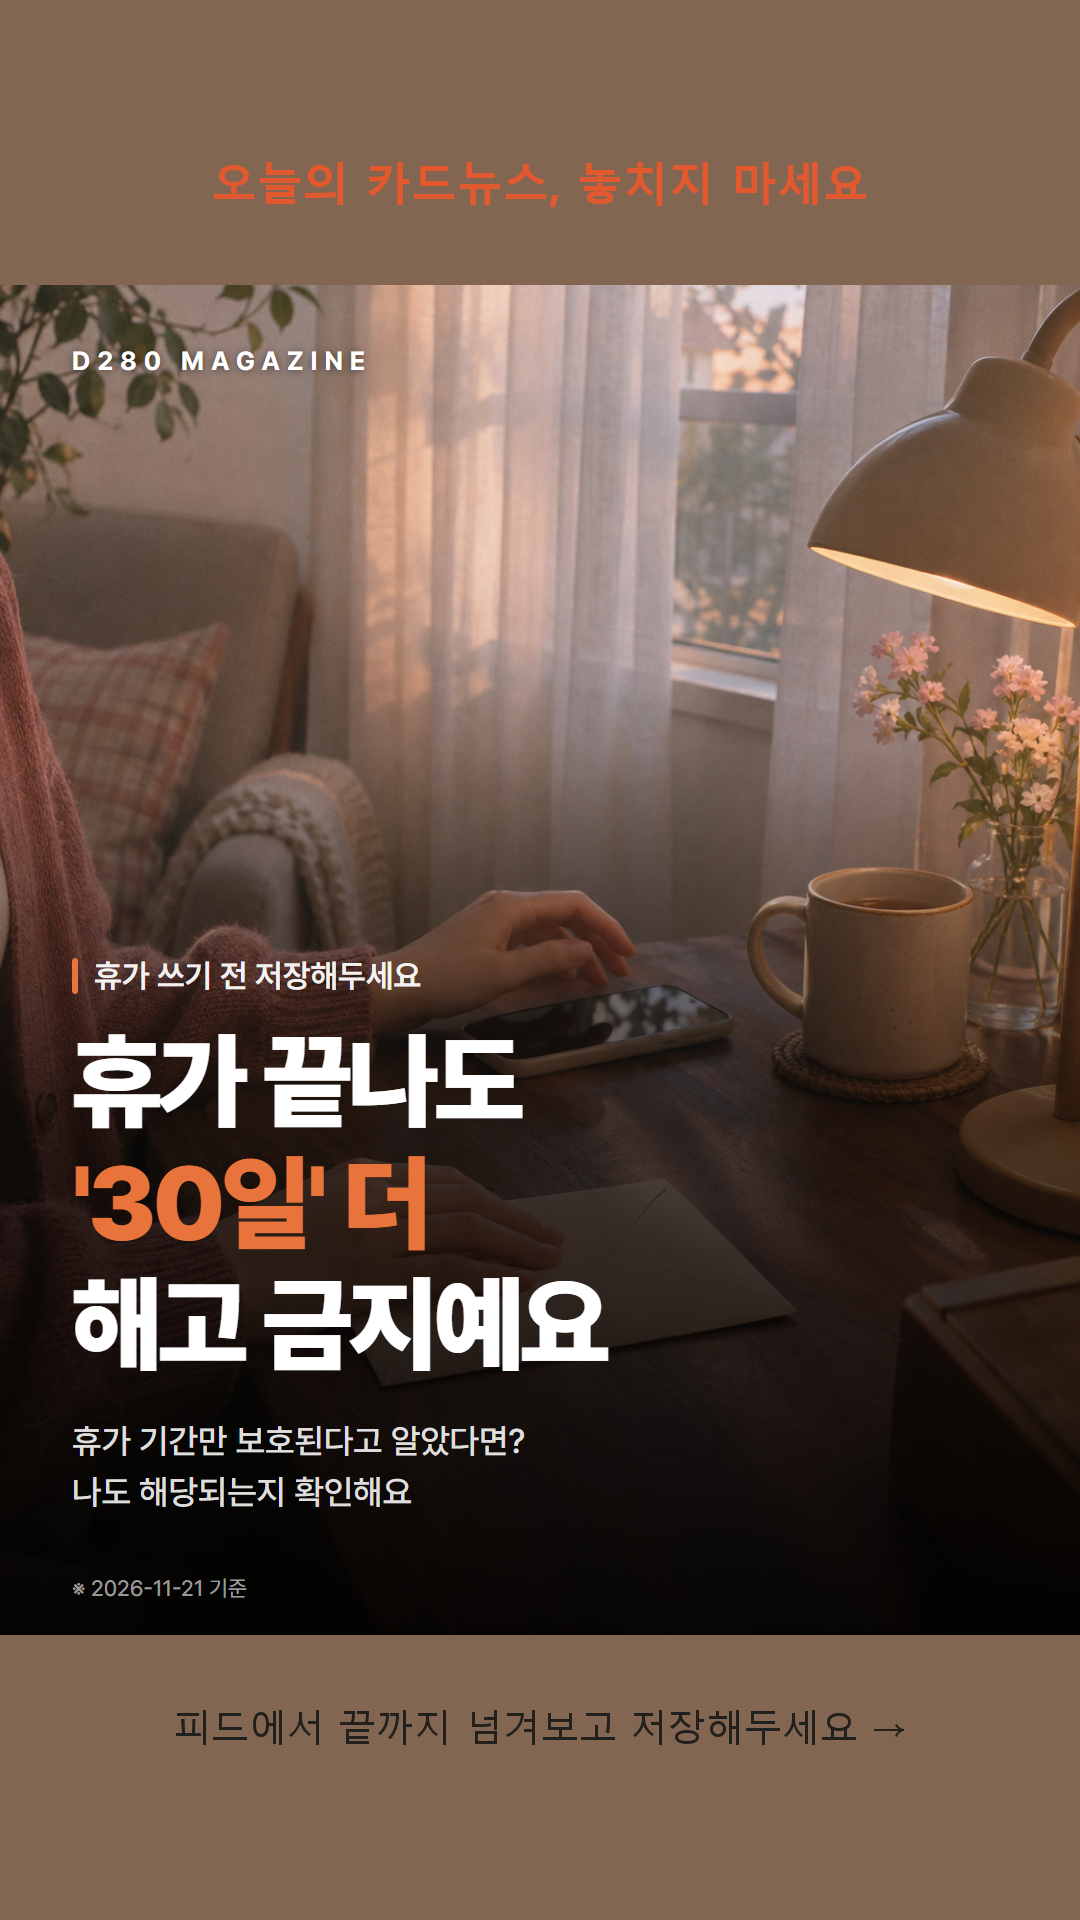 오늘의 카드뉴스, 놓치지 마세요
D280 MAGAZINE
휴가 쓰기 전 저장해두세요
휴가 끝나도
'30일' 더
해고 금지예요
휴가 기간만 보호된다고 알았다면?
나도 해당되는지 확인해요
※ 2026-11-21 기준
피드에서 끝까지 넘겨보고 저장해두세요 →